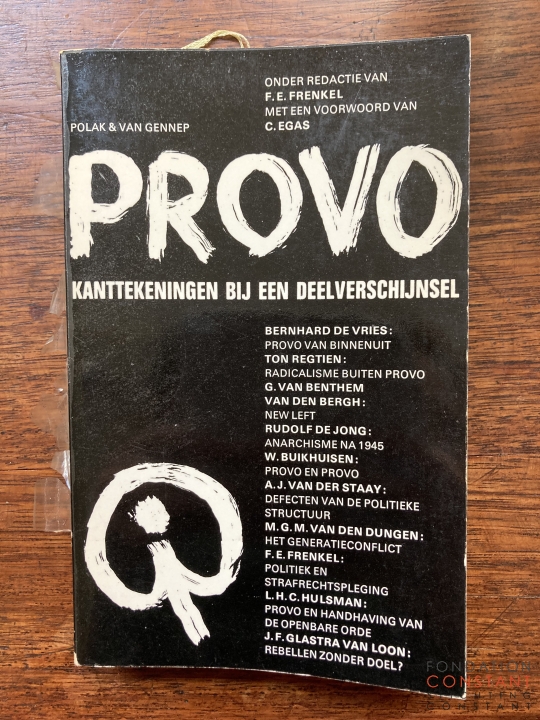 ONDER REDACTIE VAN
F. E. FRENKEL
MET EEN VOORWOORD VAN
C. EGAS
POLAK & VAN GENNEP
PROVO
KANTTEKENINGEN BIJ EEN DEELVERSCHIJNSEL
BERNHARD DE VRIES:
PROVO VAN BINNENUIT
TON REGTIEN:
RADICALISME BUITEN PROVO
G. VAN BENTHEM
VAN DEN BERGH:
NEW LEFT
RUDOLF DE JONG:
ANARCHISME NA 1945
W. BUIKHUISEN:
PROVO EN PROVO
A.J. VAN DER STAAY:
DEFECTEN VAN DE POLITIEKE
STRUCTUUR
M.G.M. VAN DEN DUNGEN:
HET GENERATIECONFLICT
F.E. FRENKEL:
POLITIEK EN
STRAFRECHTSPLEGING
L.H.C. HULSMAN:
PROVO EN HANDHAVING VAN
DE OPENBARE ORDE
J.F. GLASTRA VAN LOON:
REBELLEN ZONDER DOEL?
CONSTANT
CONSTANT